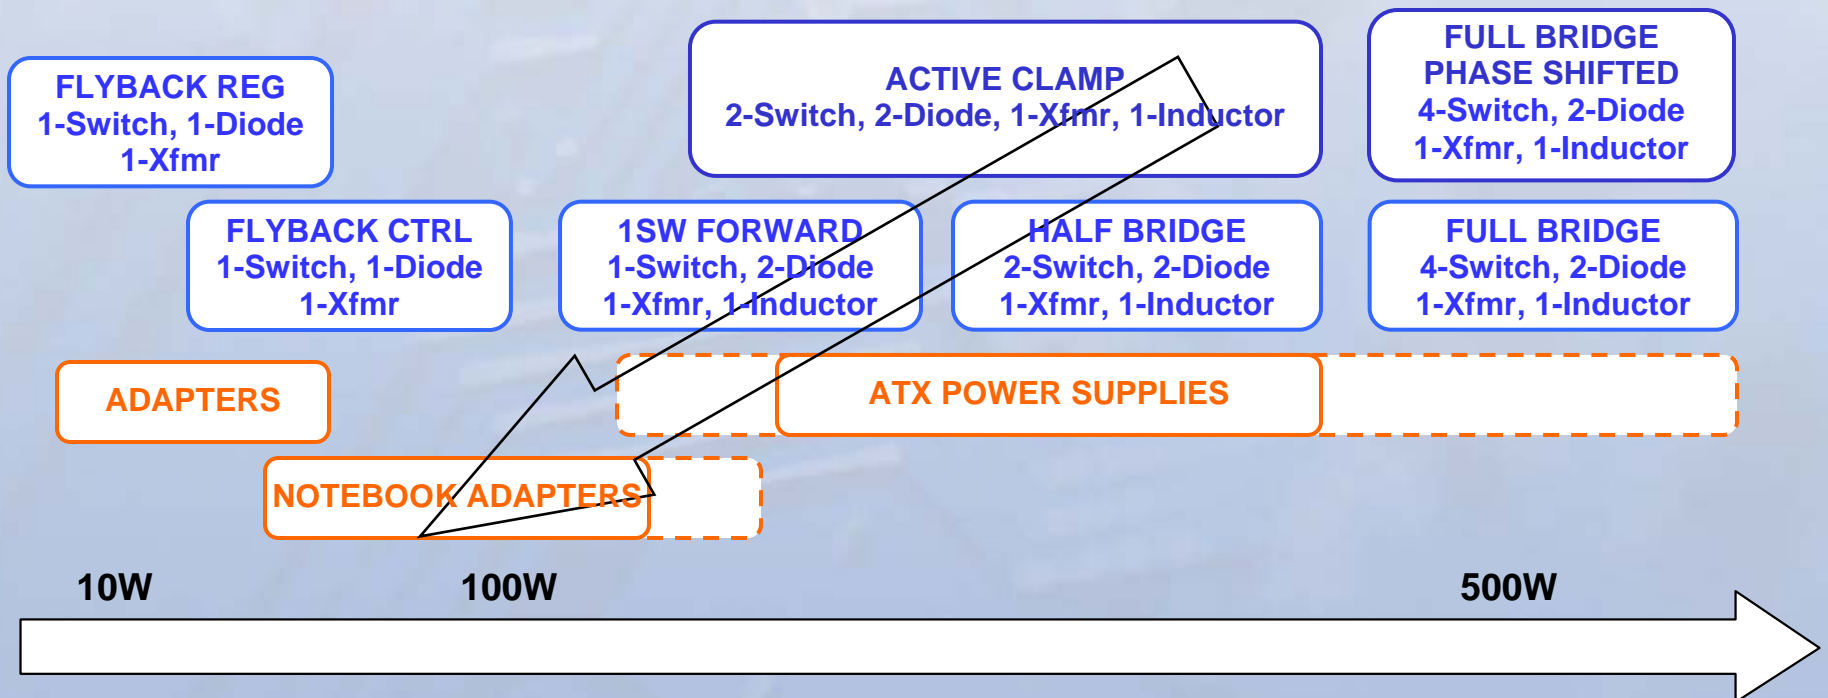 FLYBACK REG
1-Switch, 1-Diode
1-Xfmr
ACTIVE CLAMP
2-Switch, 2-Diode, 1-Xfmr, 1-Inductor
FULL BRIDGE
PHASE SHIFTED
4-Switch, 2-Diode
1-Xfmr, 1-Inductor
FLYBACK CTRL
1-Switch, 1-Diode
1-Xfmr
1SW FORWARD
1-Switch, 2-Diode
1-Xfmr, 1-Inductor
HALF BRIDGE
2-Switch, 2-Diode
1-Xfmr, 1-Inductor
FULL BRIDGE
4-Switch, 2-Diode
1-Xfmr, 1-Inductor
ADAPTERS
ATX POWER SUPPLIES
NOTEBOOK ADAPTERS
10W
100W
500W